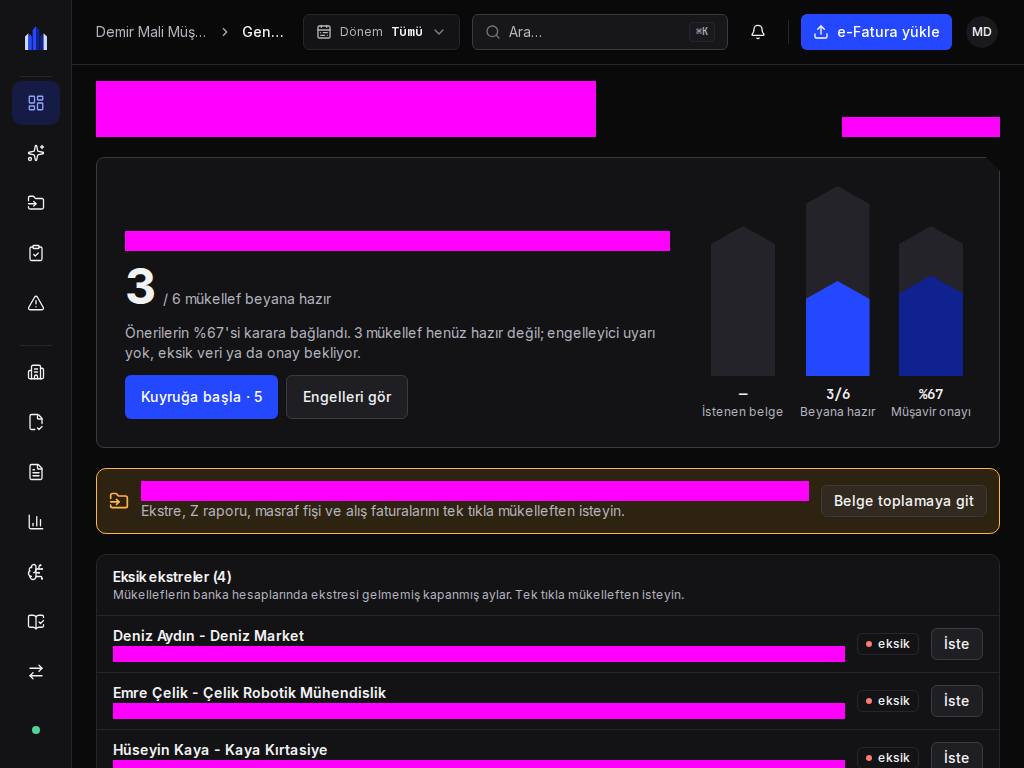 Demir Mali Müş… > Gen…
Dönem Tümü
Ara…
⌘K
e-Fatura yükle
MD
3 / 6 mükellef beyana hazır
Önerilerin %67'si karara bağlandı. 3 mükellef henüz hazır değil; engelleyici uyarı
yok, eksik veri ya da onay bekliyor.
Kuyruğa başla · 5
Engelleri gör
–
İstenen belge
3/6
Beyana hazır
%67
Müşavir onayı
Ekstre, Z raporu, masraf fişi ve alış faturalarını tek tıkla mükelleften isteyin.
Belge toplamaya git
Eksik ekstreler (4)
Mükelleflerin banka hesaplarında ekstresi gelmemiş kapanmış aylar. Tek tıkla mükelleften isteyin.
Deniz Aydın - Deniz Market
eksik
İste
Emre Çelik - Çelik Robotik Mühendislik
eksik
İste
Hüseyin Kaya - Kaya Kırtasiye
eksik
İste